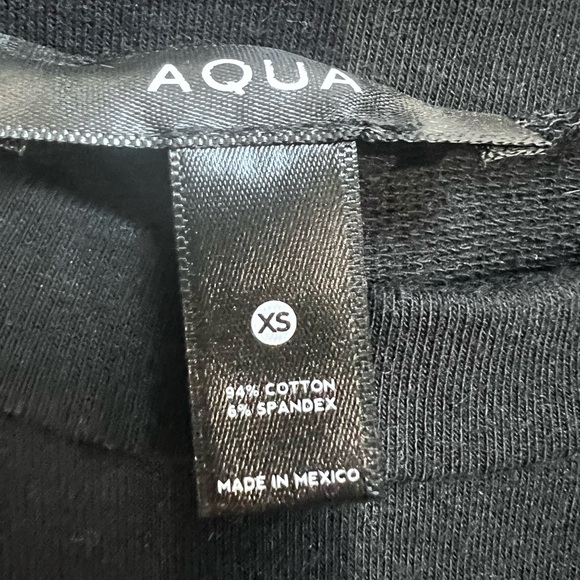 AQUA
XS
94% COTTON
6% SPANDEX
MADE IN MEXICO